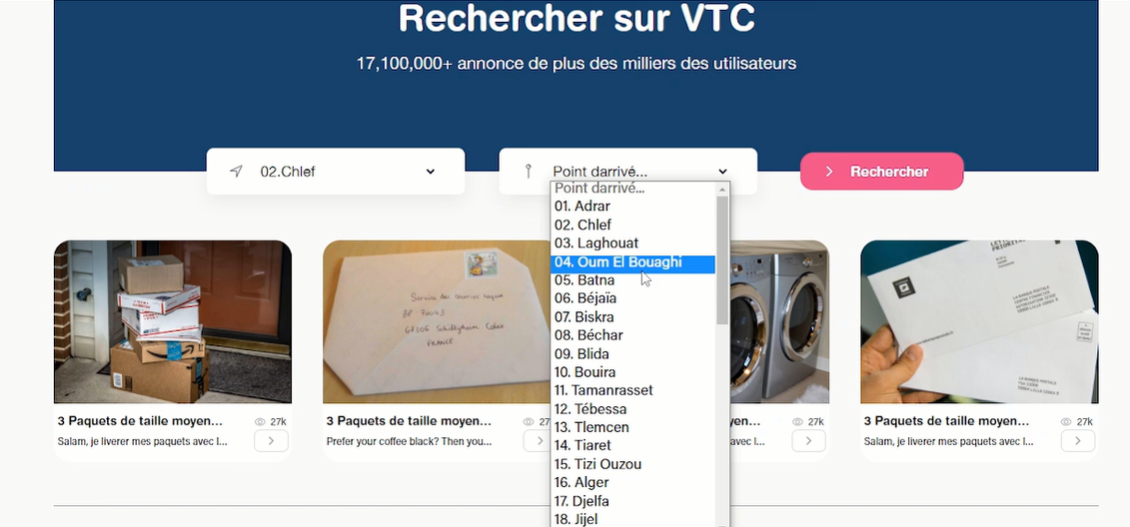 Rechercher sur VTC
17,100,000+ annonce de plus des milliers des utilisateurs
02.Chlef
Point darrivé...
Rechercher
Point darrivé...
01. Adrar
02. Chlef
03. Laghouat
04. Oum El Bouaghi
05. Batna
06. Béjaïa
07. Biskra
08. Béchar
09. Blida
10. Bouira
11. Tamanrasset
12. Tébessa
13. Tlemcen
14. Tiaret
15. Tizi Ouzou
16. Alger
17. Djelfa
18. Jijel
FRANCE
3 Paquets de taille moyen...
27k
Salam, je livrer mes paquets avec l...
3 Paquets de taille moyen...
27
Prefer your coffee black? Then you...
yen...
27k
avec l...
3 Paquets de taille moyen...
27k
Salam, je livrer mes paquets avec l...